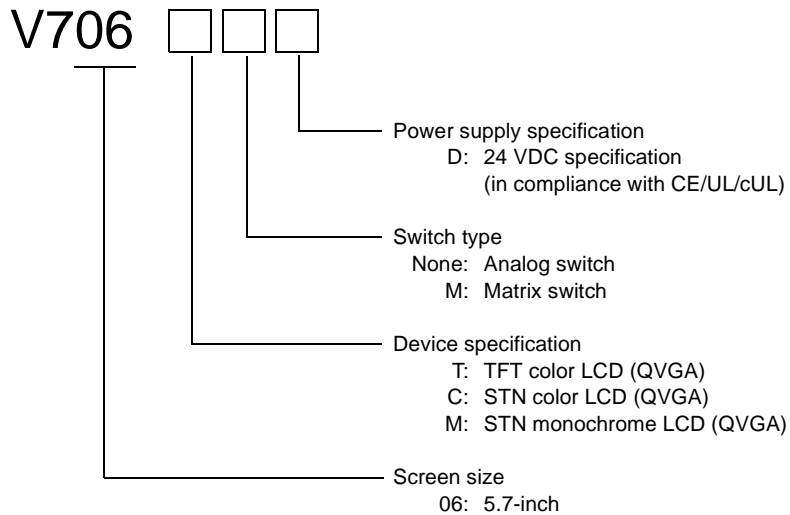 V706 □ □ □
Power supply specification
D: 24 VDC specification
(in compliance with CE/UL/cUL)
Switch type
None: Analog switch
M: Matrix switch
Device specification
T: TFT color LCD (QVGA)
C: STN color LCD (QVGA)
M: STN monochrome LCD (QVGA)
Screen size
06: 5.7-inch